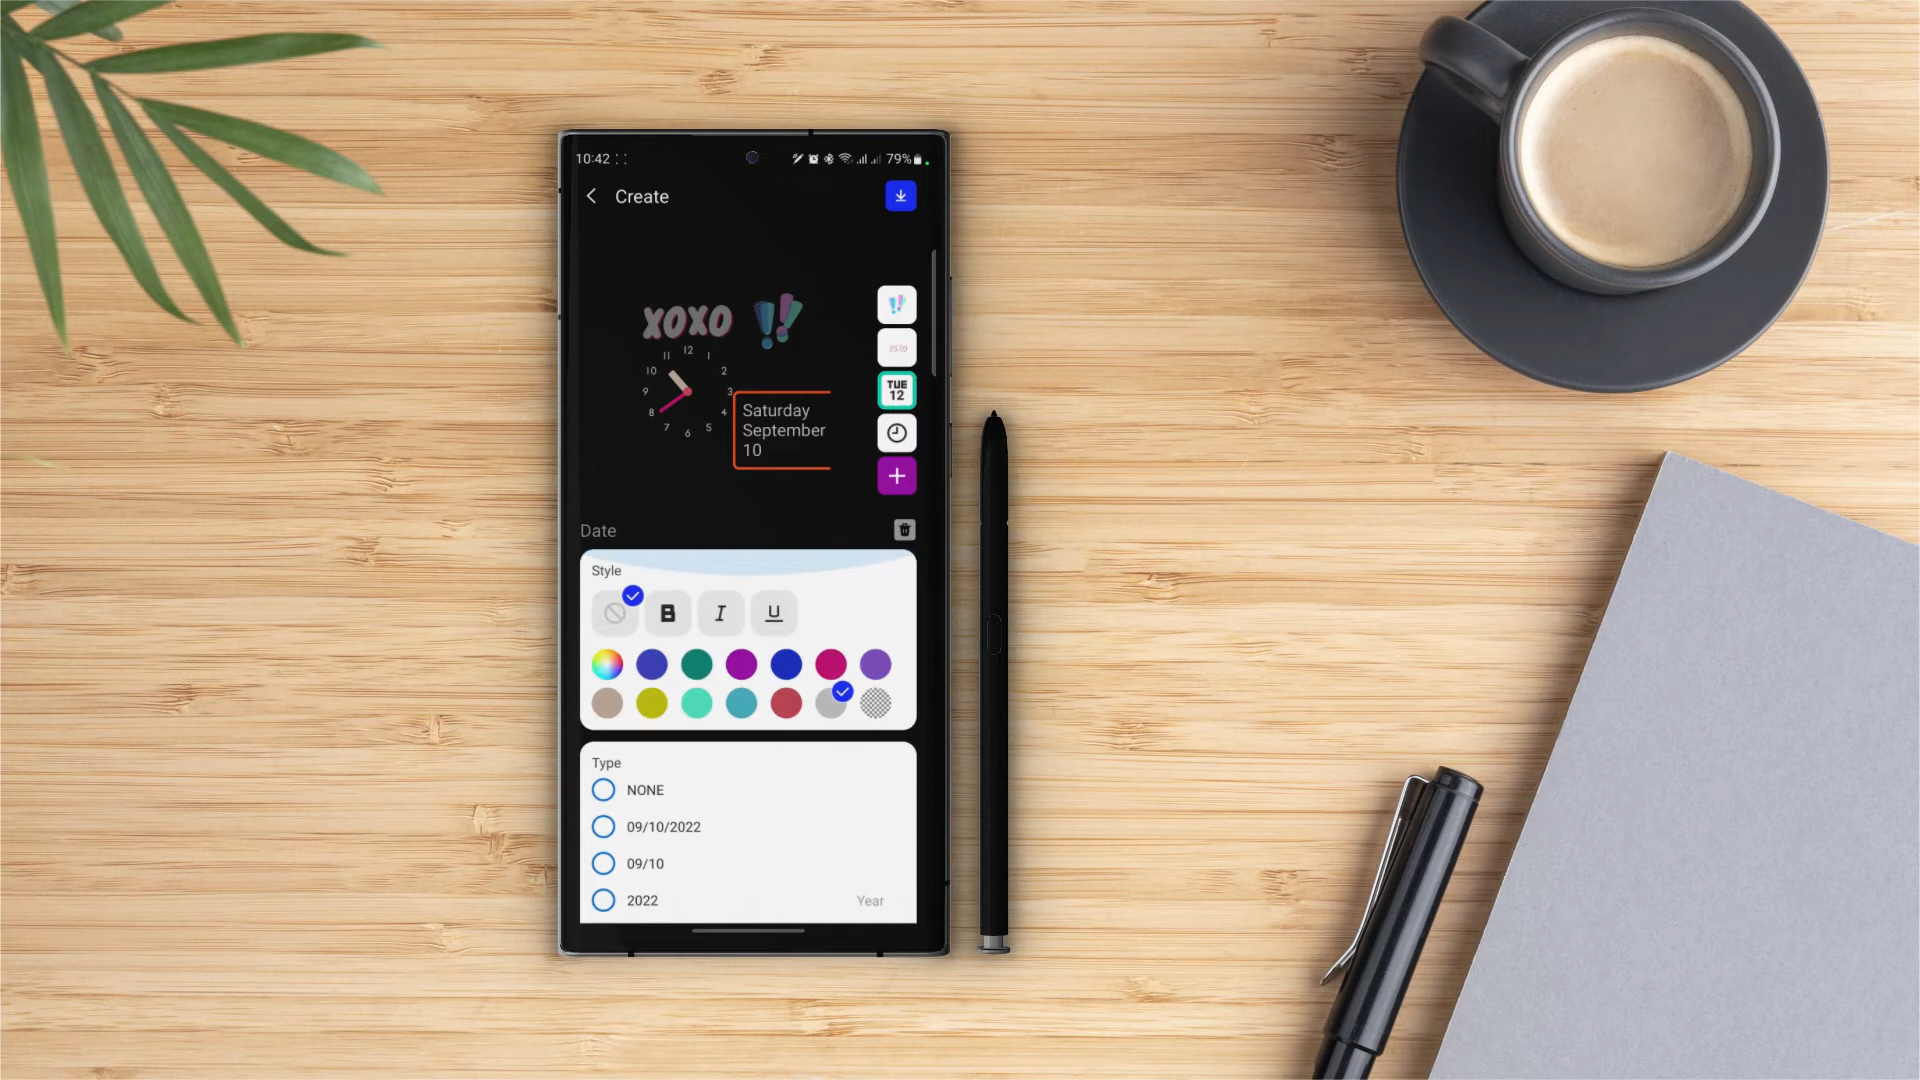 10:42
79%
Create
XOXO !!
12
11 1
10 2
9 3
8 4
7 5
6
Saturday
September
10
!!
XOXO
TUE
12
Date
Style
B I U
Type
NONE
09/10/2022
09/10
2022 Year